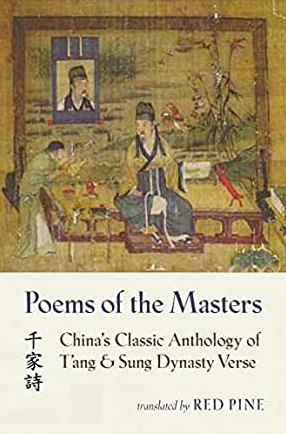 Poems of the Masters
千家詩
China's Classic Anthology of
T'ang & Sung Dynasty Verse
translated by RED PINE